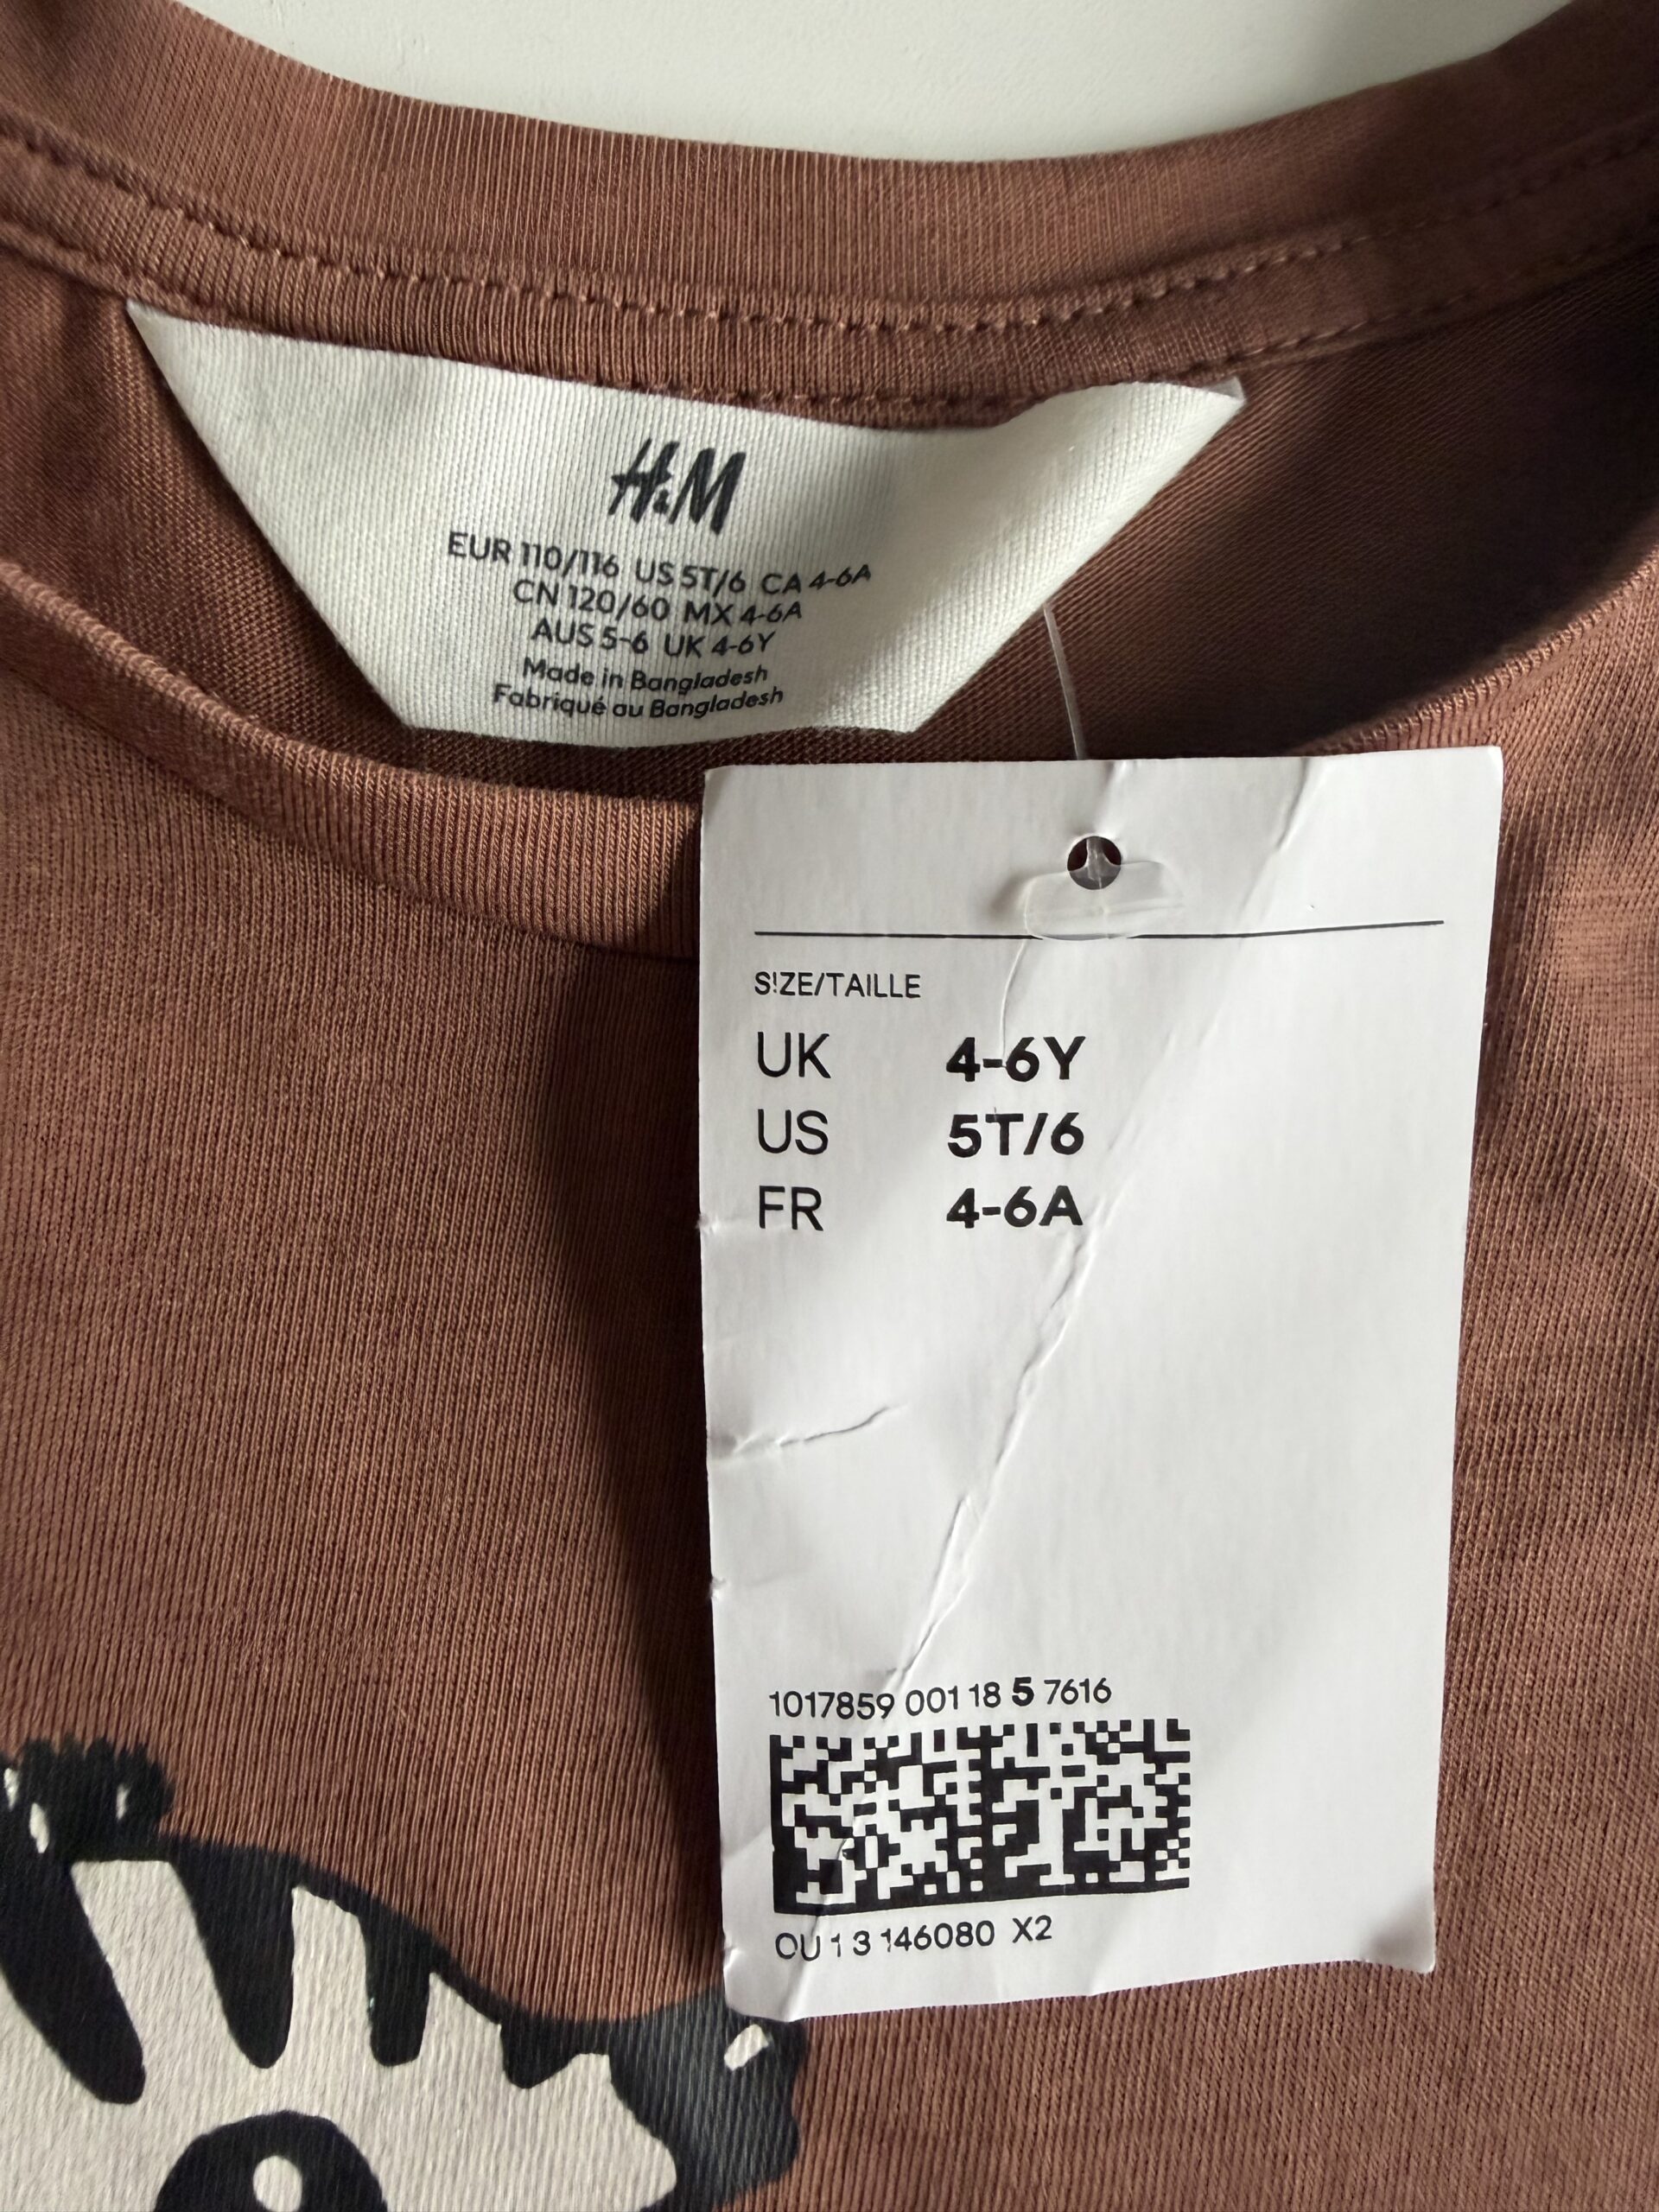 H&M
EUR 110/116 US 5T/6 CA 4-6A
CN 120/60 MX 4-6A
AUS 5-6 UK 4-6Y
Made in Bangladesh
Fabriqué au Bangladesh
SIZE/TAILLE
UK 4-6Y
US 5T/6
FR 4-6A
1017859 001 18 5 7616
OU 1 3 146080 X2